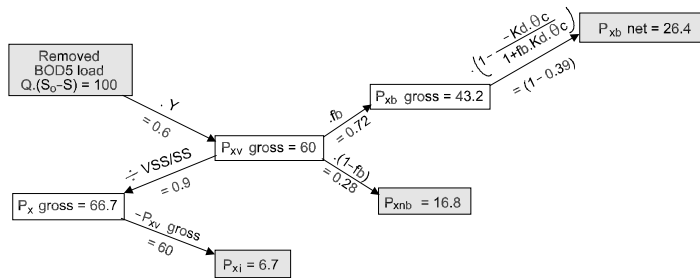 Removed
BOD5 load
Q.(So–S) = 100
. Y
= 0.6
Pxv gross = 60
.fb
= 0.72
Pxb gross = 43.2
.(1- -Kd.θc / 1+fb.Kd.θc)
= (1–0.39)
Pxb net = 26.4
.(1–fb)
= 0.28
Pxnb = 16.8
÷ VSS/SS
= 0.9
Px gross = 66.7
–Pxv gross
= 60
Pxi = 6.7